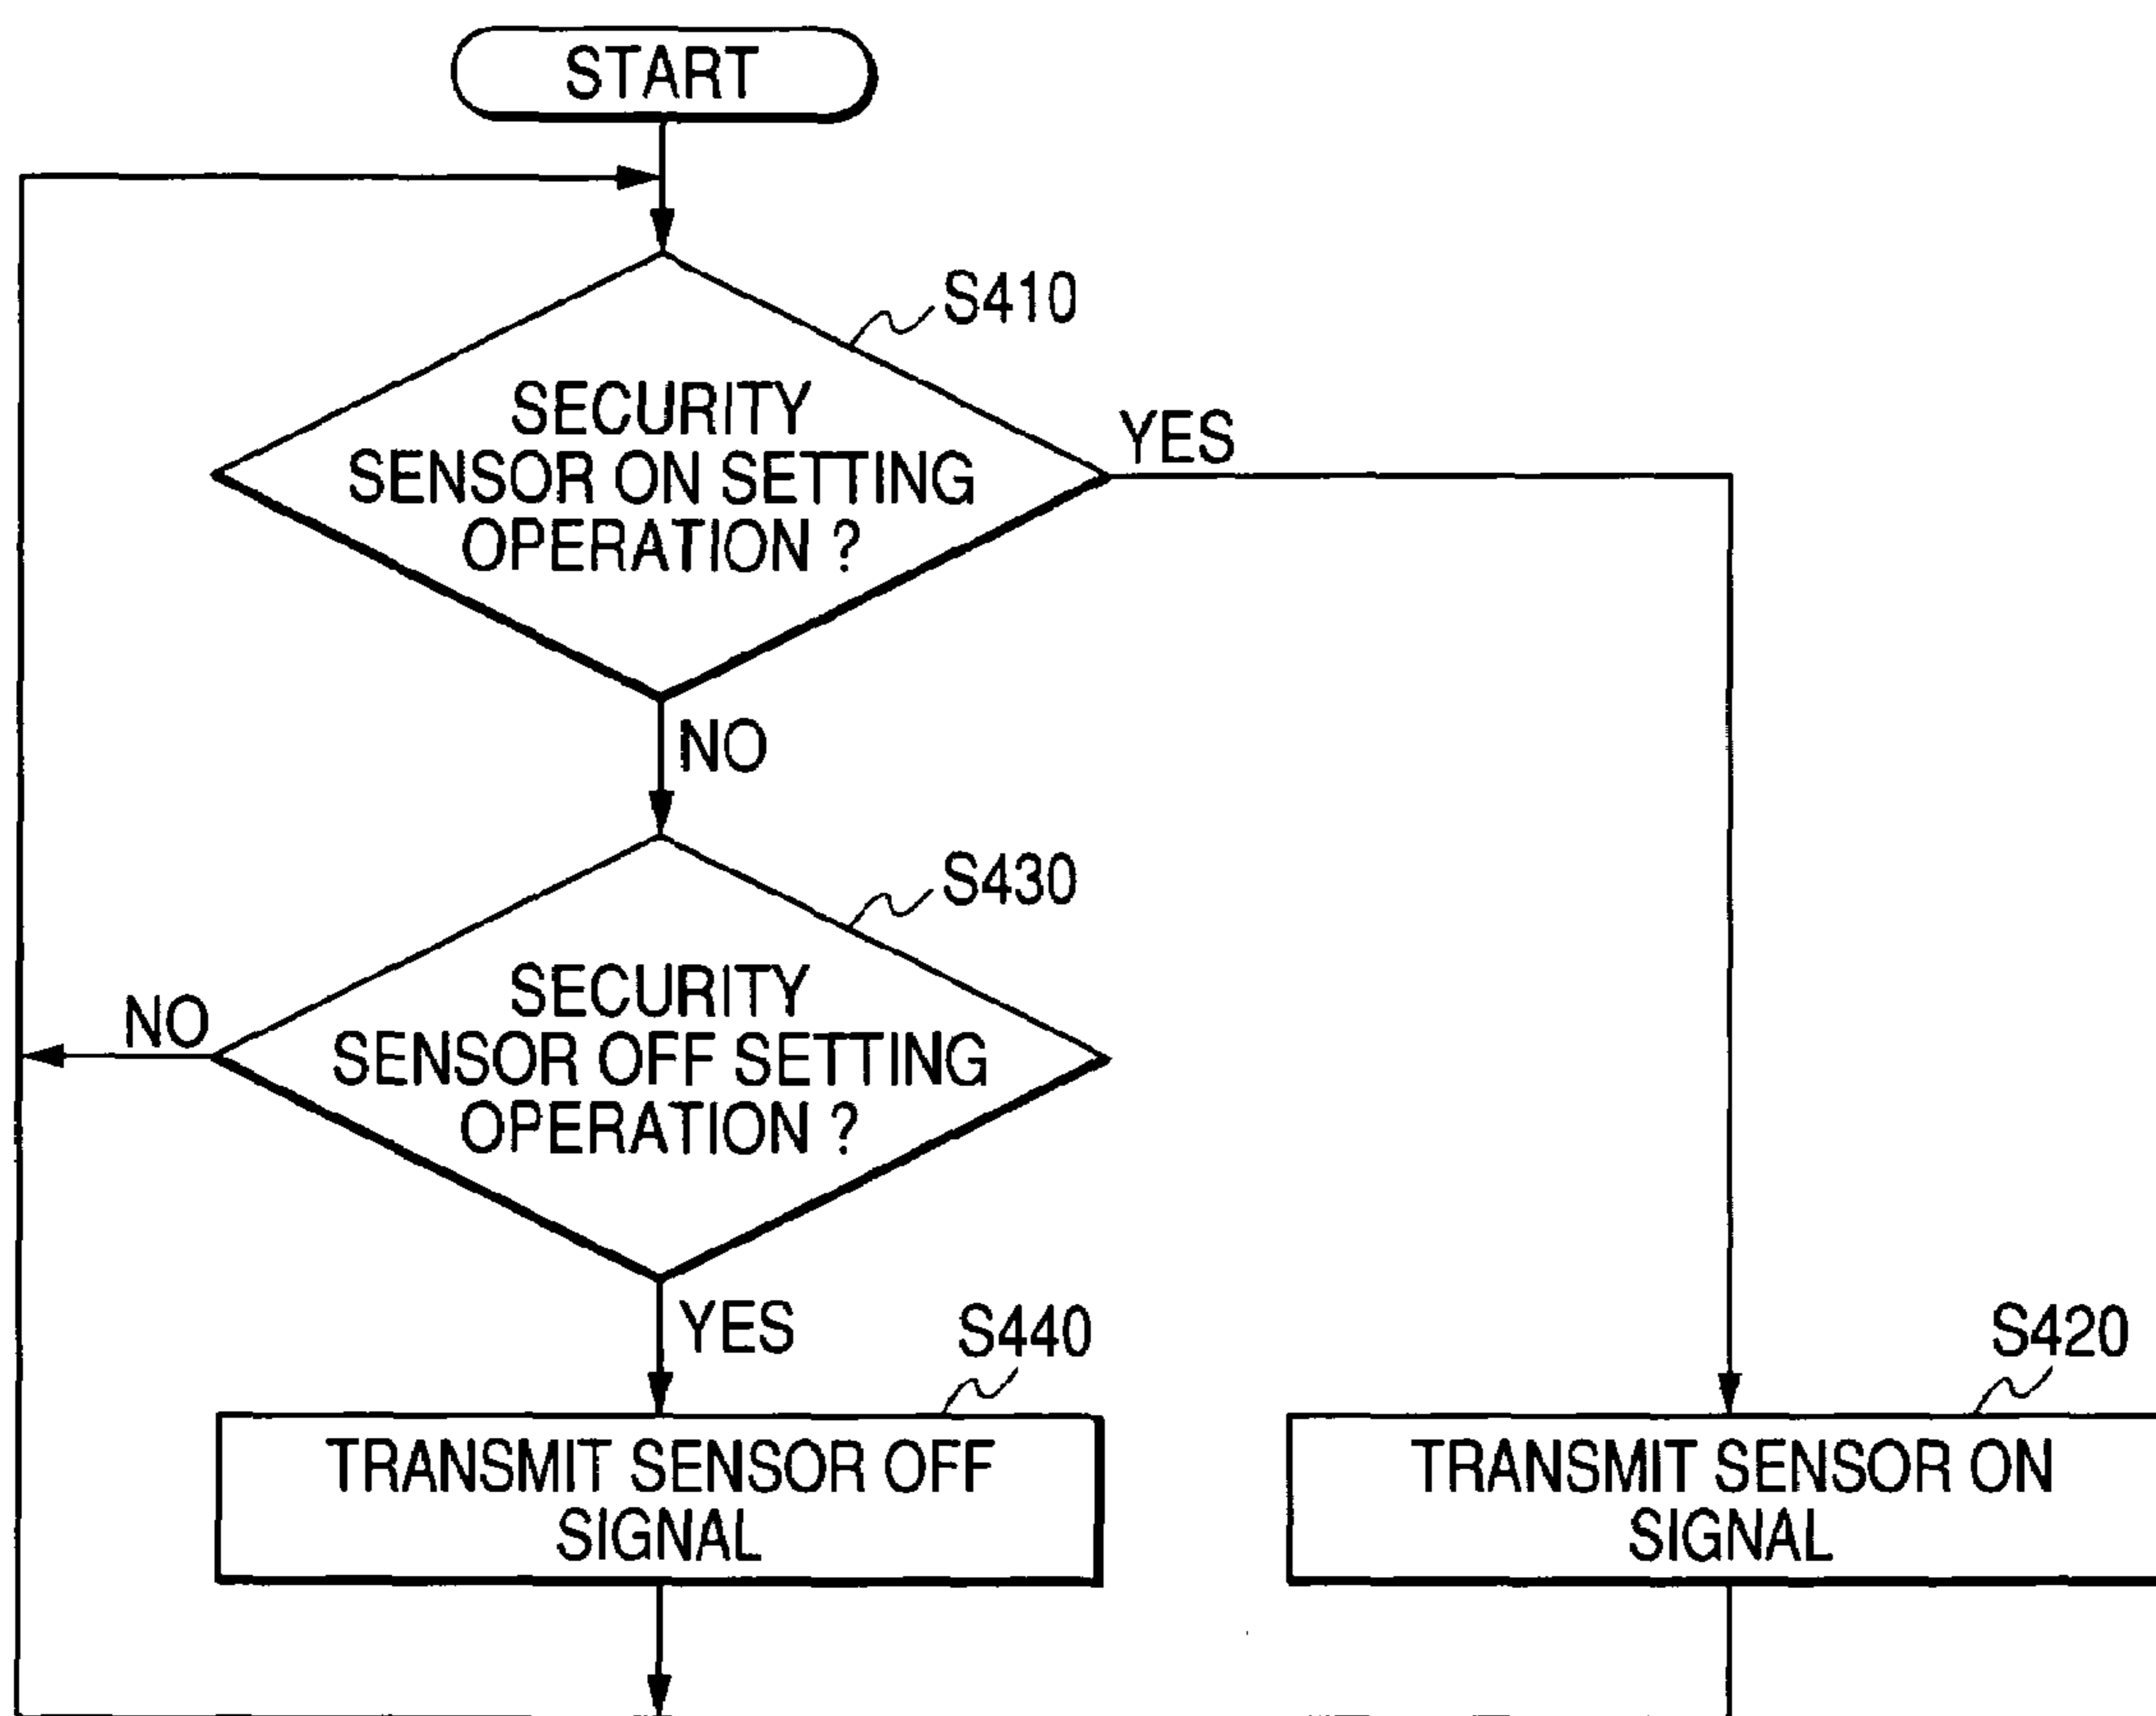 START
S410
SECURITY
SENSOR ON SETTING
OPERATION ?
YES
NO
S430
SECURITY
SENSOR OFF SETTING
OPERATION ?
NO
YES
S440
TRANSMIT SENSOR OFF
SIGNAL
S420
TRANSMIT SENSOR ON
SIGNAL